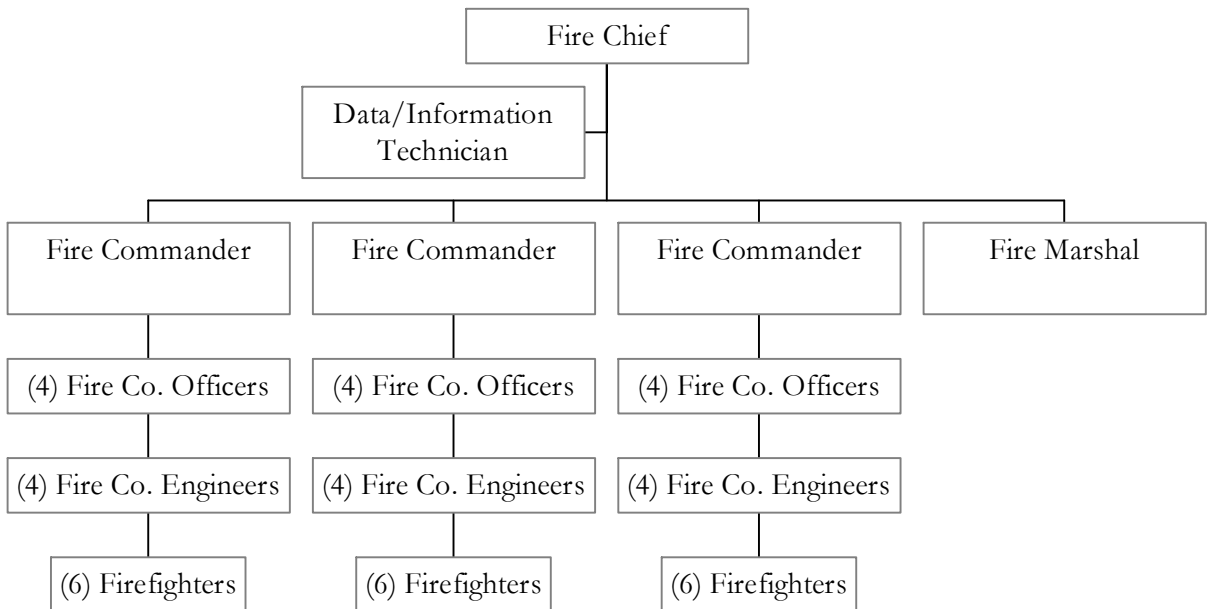 Fire Chief
Data/Information
Technician
Fire Commander
Fire Commander
Fire Commander
Fire Marshal
(4) Fire Co. Officers
(4) Fire Co. Officers
(4) Fire Co. Officers
(4) Fire Co. Engineers
(4) Fire Co. Engineers
(4) Fire Co. Engineers
(6) Firefighters
(6) Firefighters
(6) Firefighters